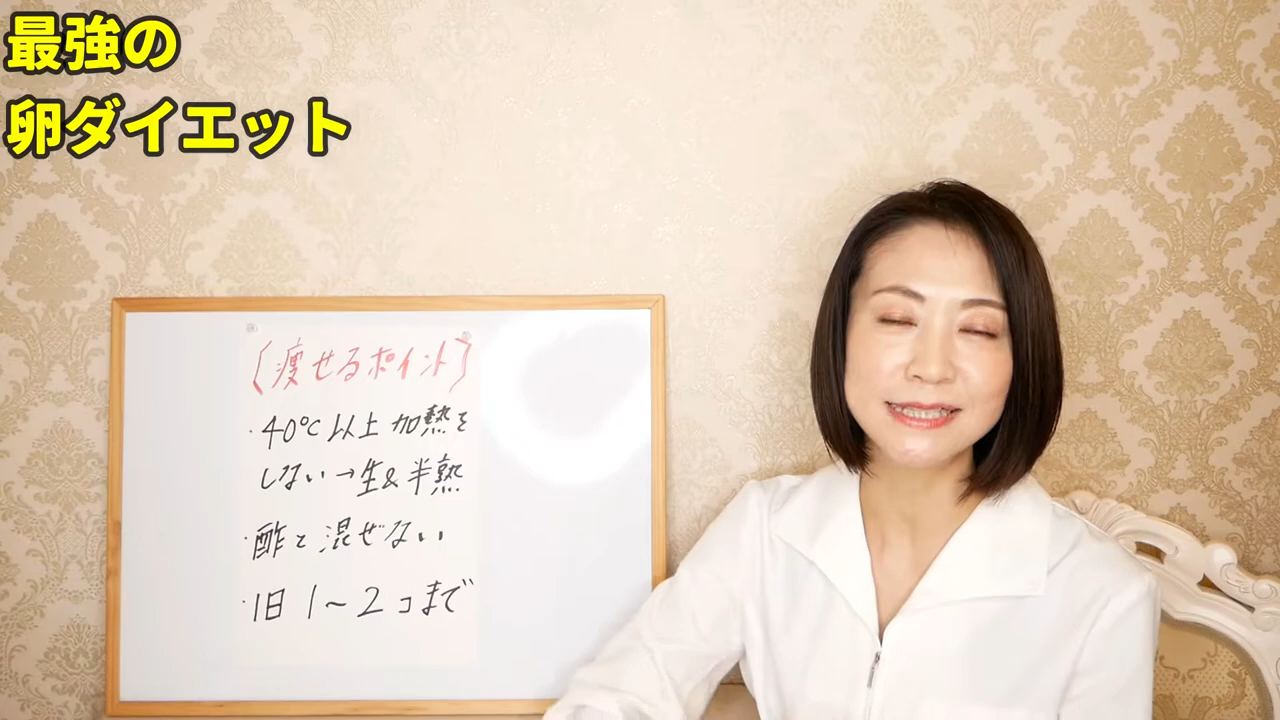 最強の
卵ダイエット
〔痩せるポイント〕
・40℃以上加熱を
しない→生&半熟
・酢と混ぜない
・1日1〜2コまで